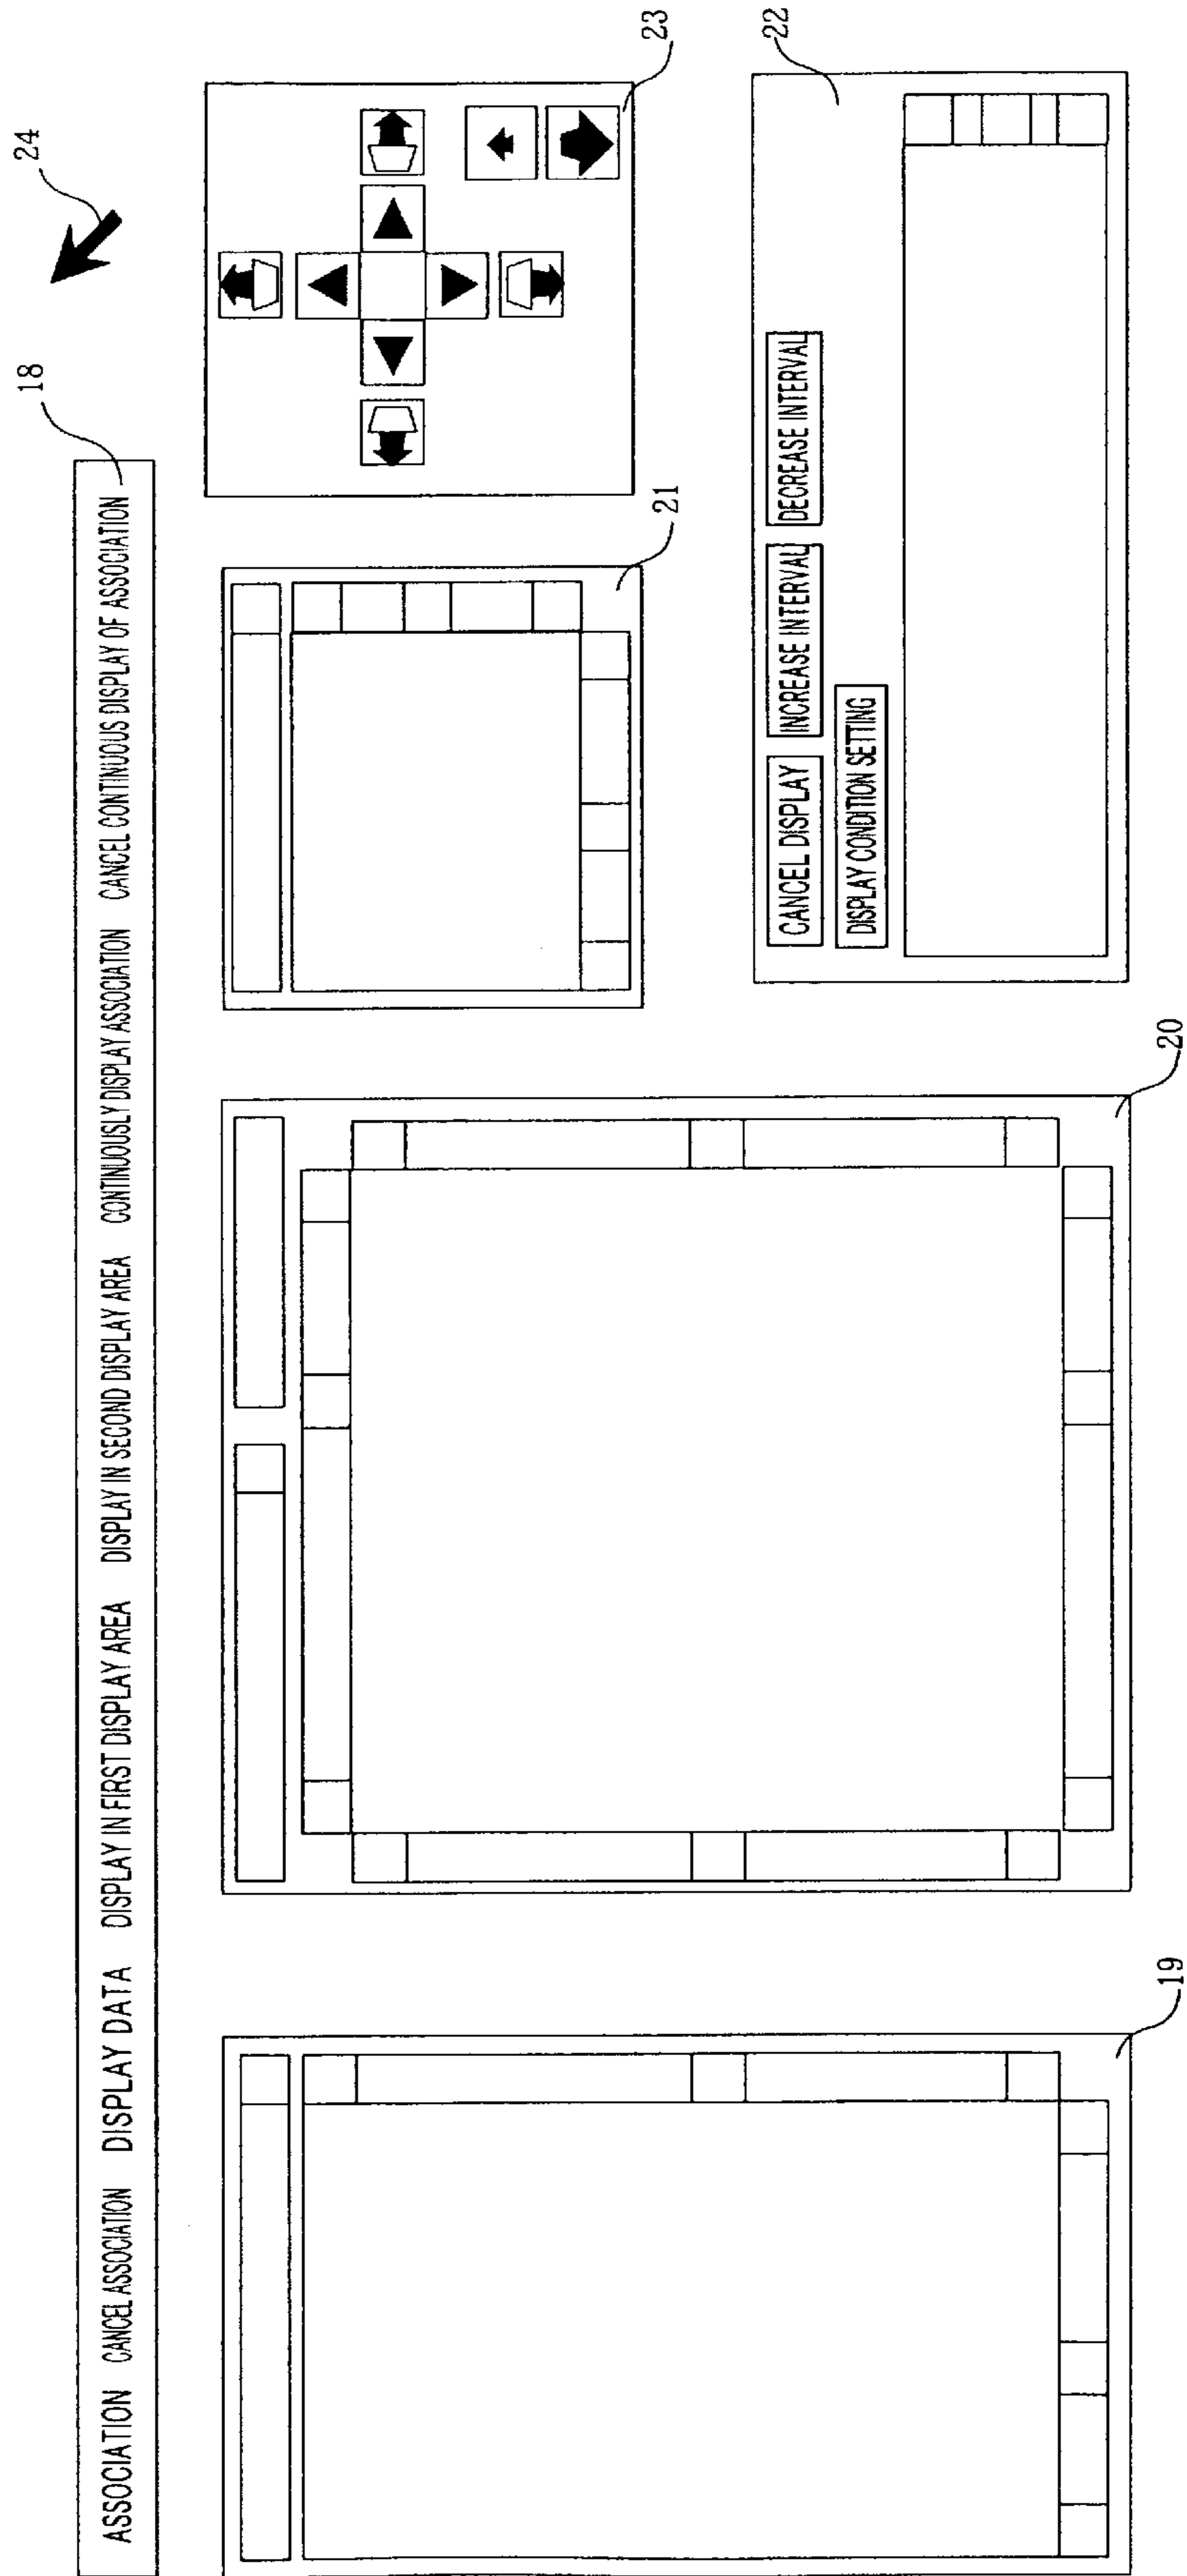 24
18
ASSOCIATION CANCEL ASSOCIATION DISPLAY DATA DISPLAY IN FIRST DISPLAY AREA DISPLAY IN SECOND DISPLAY AREA CONTINUOUSLY DISPLAY ASSOCIATION CANCEL CONTINUOUS DISPLAY OF ASSOCIATION
23
21
22
CANCEL DISPLAY INCREASE INTERVAL DECREASE INTERVAL
DISPLAY CONDITION SETTING
19
20